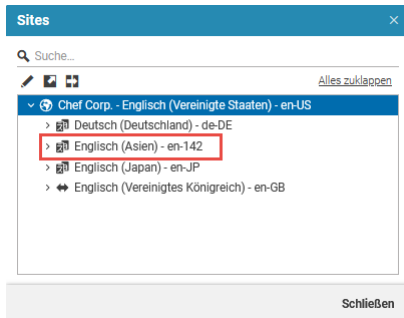 Sites
Suche...
Alles zuklappen
Chef Corp. - Englisch (Vereinigte Staaten) - en-US
Deutsch (Deutschland) - de-DE
Englisch (Asien) - en-142
Englisch (Japan) - en-JP
Englisch (Vereinigtes Königreich) - en-GB
Schließen